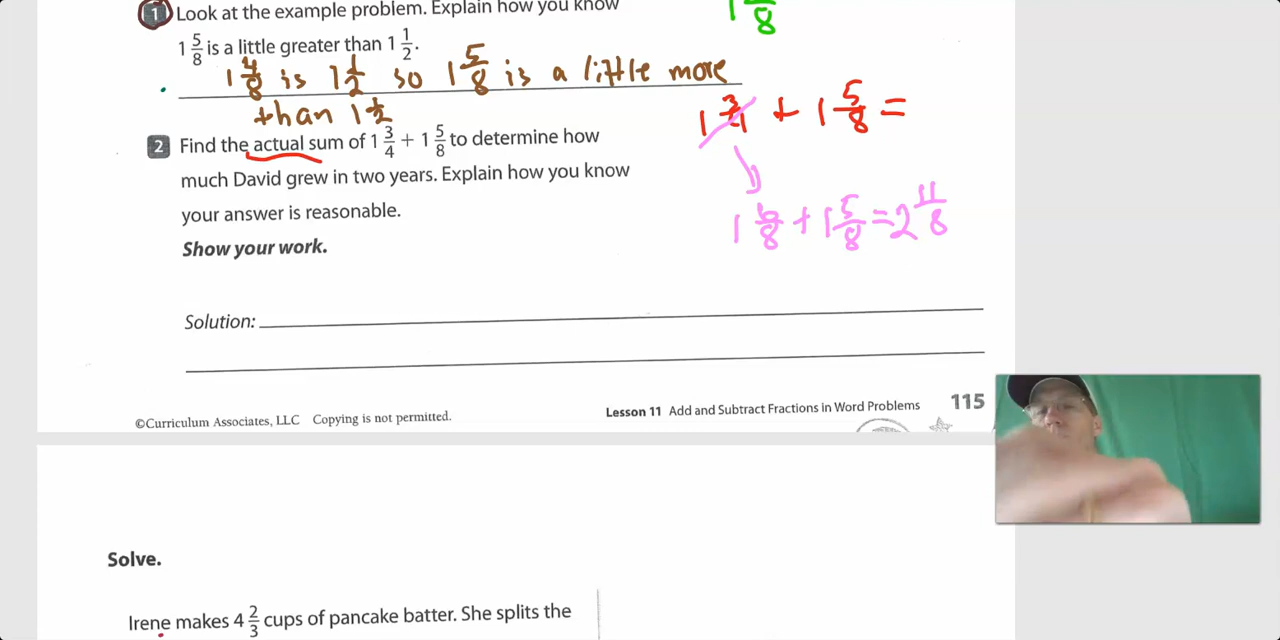 1 Look at the example problem. Explain how you know
1 5/8 is a little greater than 1 1/2.
1 4/8 is 1 1/2 so 1 5/8 is a little more
than 1 1/2
2 Find the actual sum of 1 3/4 + 1 5/8 to determine how
much David grew in two years. Explain how you know
your answer is reasonable.
Show your work.
1 3/4 + 1 5/8 =
1 6/8 + 1 5/8 = 2 11/8
Solution:
©Curriculum Associates, LLC Copying is not permitted.
Lesson 11 Add and Subtract Fractions in Word Problems 115
Solve.
Irene makes 4 2/3 cups of pancake batter. She splits the